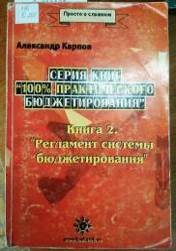 Просто о сложном
Александр Карпов
СЕРИЯ КНИГ
"100% ПРАКТИЧЕСКОГО
БЮДЖЕТИРОВАНИЯ"
Книга 2.
"Регламент системы
бюджетирования"